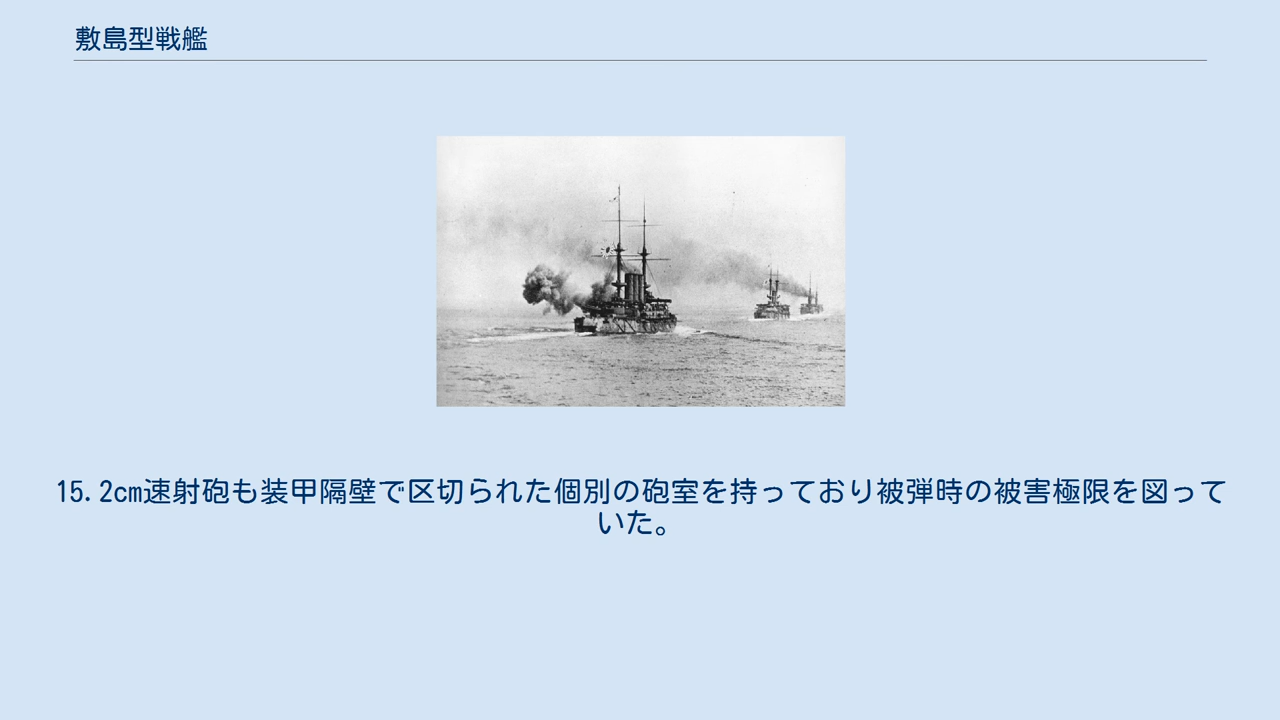 敷島型戦艦
15.2cm速射砲も装甲隔壁で区切られた個別の砲室を持っており被弾時の被害極限を図って
いた。